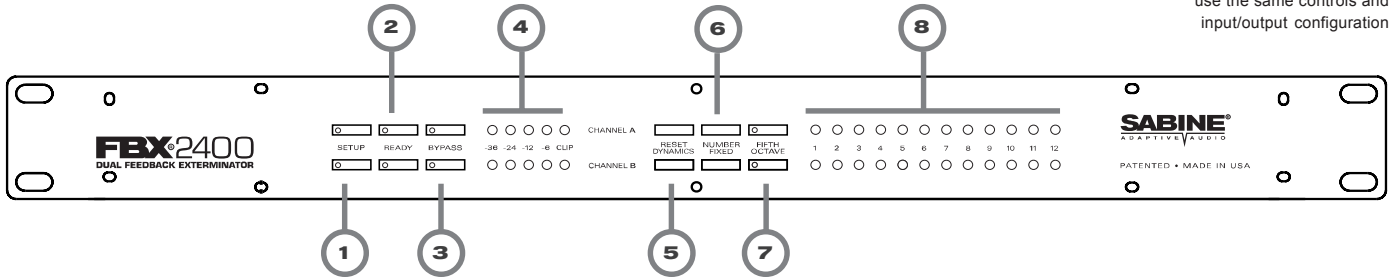 use the same controls and
input/output configuration
2 4 6 8
FBX®2400
DUAL FEEDBACK EXTERMINATOR
CHANNEL A
SETUP READY BYPASS
-36 -24 -12 -6 CLIP
CHANNEL B
RESET DYNAMICS
NUMBER FIXED
FIFTH OCTAVE
1 2 3 4 5 6 7 8 9 10 11 12
SABINE®
ADAPTIVE AUDIO
PATENTED • MADE IN USA
1 3 5 7